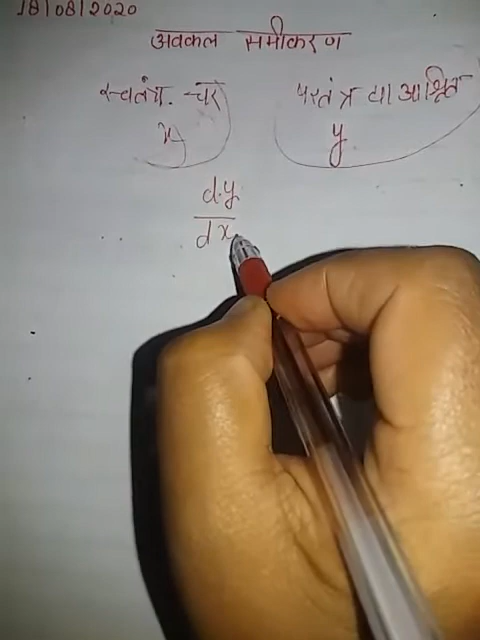 18/08/2020
अवकल समीकरण
स्वतंत्र चर परतंत्र या आश्रित
x y
dy
dx